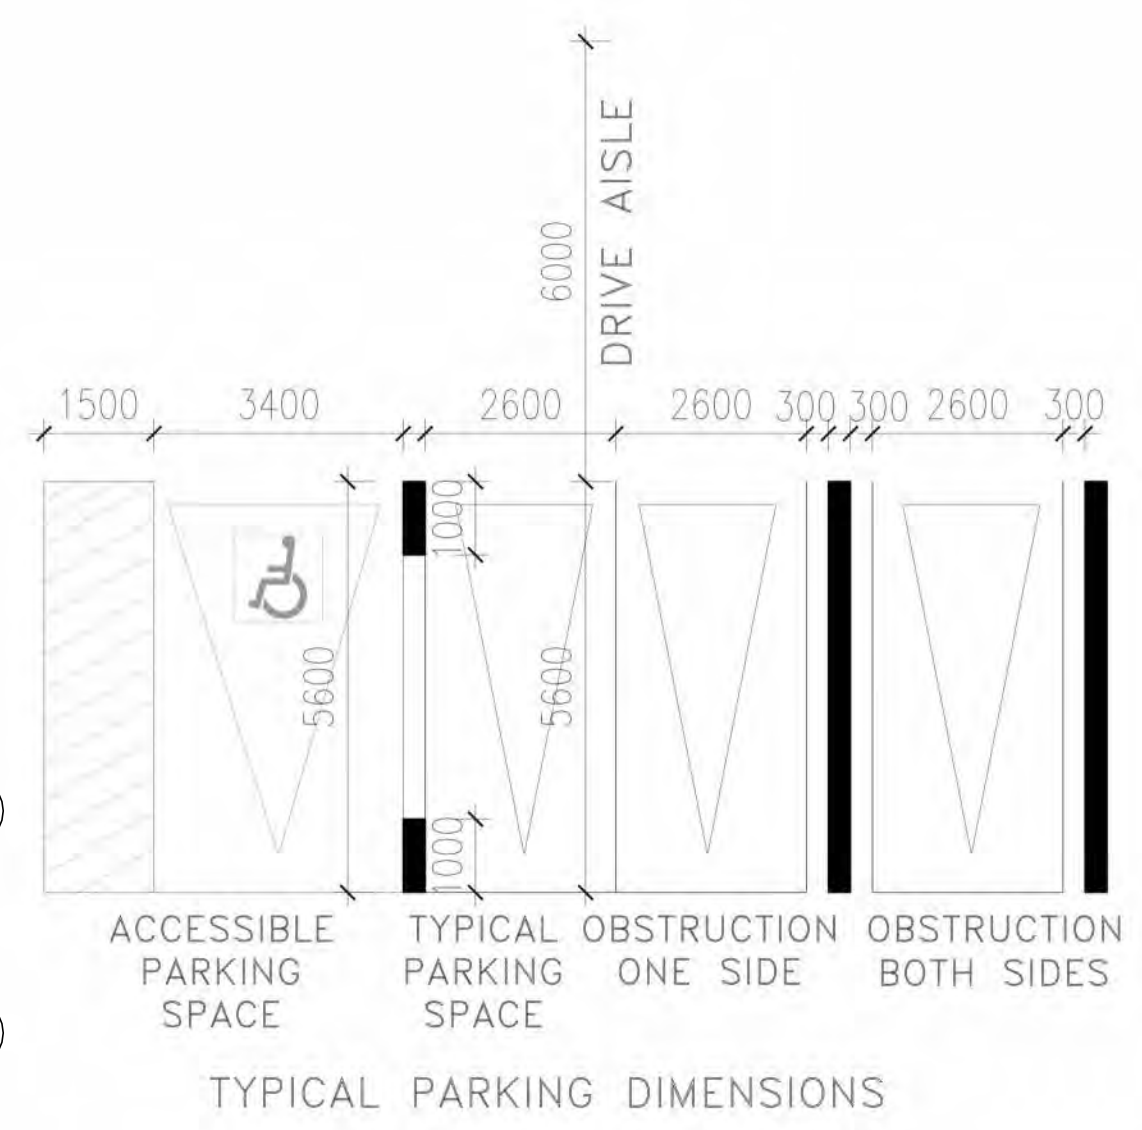 6000
DRIVE AISLE
1500
3400
2600
2600
300
300
2600
300
1000
5600
5600
1000
ACCESSIBLE
PARKING
SPACE
TYPICAL
PARKING
SPACE
OBSTRUCTION
ONE SIDE
OBSTRUCTION
BOTH SIDES
TYPICAL PARKING DIMENSIONS